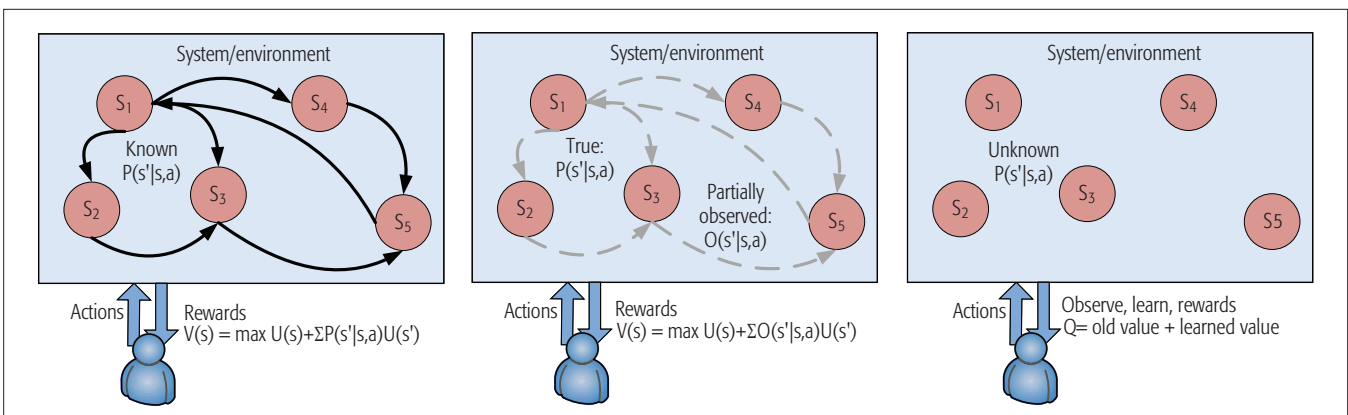 System/environment
S1
S4
Known
P(s'|s,a)
S3
S2
S5
Actions
Rewards
V(s) = max U(s)+ΣP(s'|s,a)U(s')
System/environment
S1
S4
True:
P(s'|s,a)
S3
Partially
observed:
O(s'|s,a)
S2
S5
Actions
Rewards
V(s) = max U(s)+ΣO(s'|s,a)U(s')
System/environment
S1
S4
Unknown
P(s'|s,a)
S3
S2
S5
Actions
Observe, learn, rewards
Q= old value + learned value